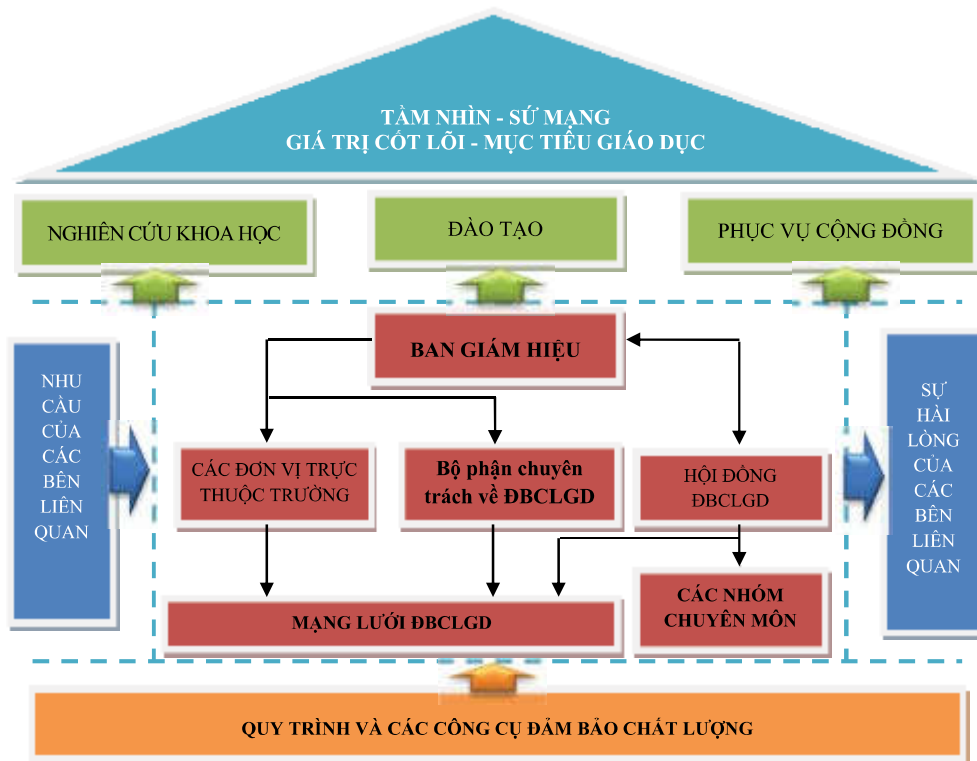 TẦM NHÌN - SỨ MẠNG
GIÁ TRỊ CỐT LÕI - MỤC TIÊU GIÁO DỤC
NGHIÊN CỨU KHOA HỌC
ĐÀO TẠO
PHỤC VỤ CỘNG ĐỒNG
BAN GIÁM HIỆU
NHU
CẦU
CỦA
CÁC
BÊN
LIÊN
QUAN
CÁC ĐƠN VỊ TRỰC
THUỘC TRƯỜNG
Bộ phận chuyên
trách về ĐBCLGD
HỘI ĐỒNG
ĐBCLGD
SỰ
HÀI
LÒNG
CỦA
CÁC
BÊN
LIÊN
QUAN
MẠNG LƯỚI ĐBCLGD
CÁC NHÓM
CHUYÊN MÔN
QUY TRÌNH VÀ CÁC CÔNG CỤ ĐẢM BẢO CHẤT LƯỢNG